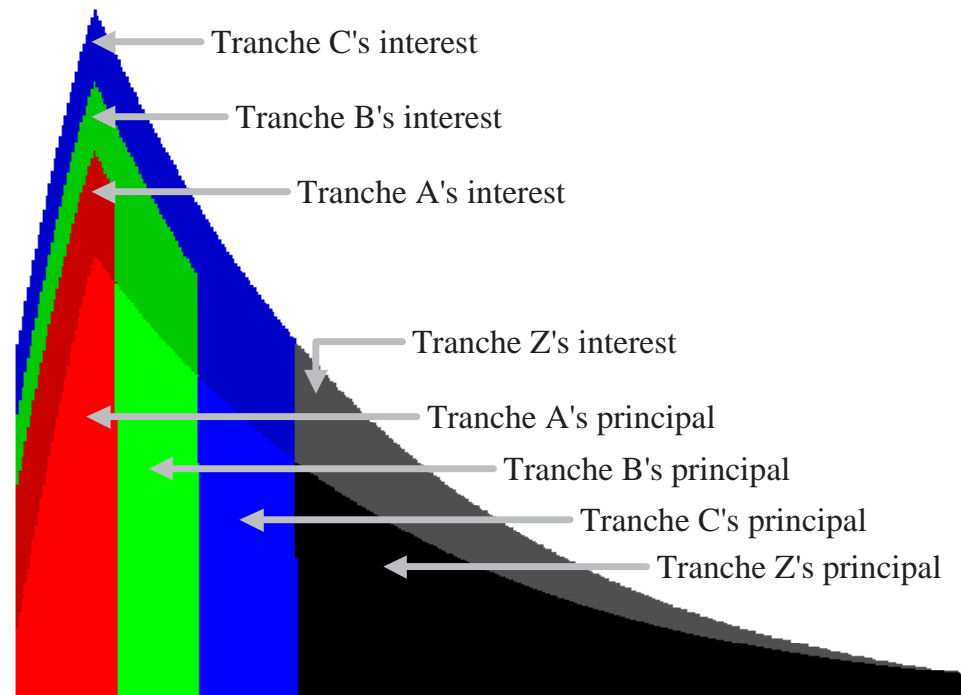 Tranche C's interest
Tranche B's interest
Tranche A's interest
Tranche Z's interest
Tranche A's principal
Tranche B's principal
Tranche C's principal
Tranche Z's principal